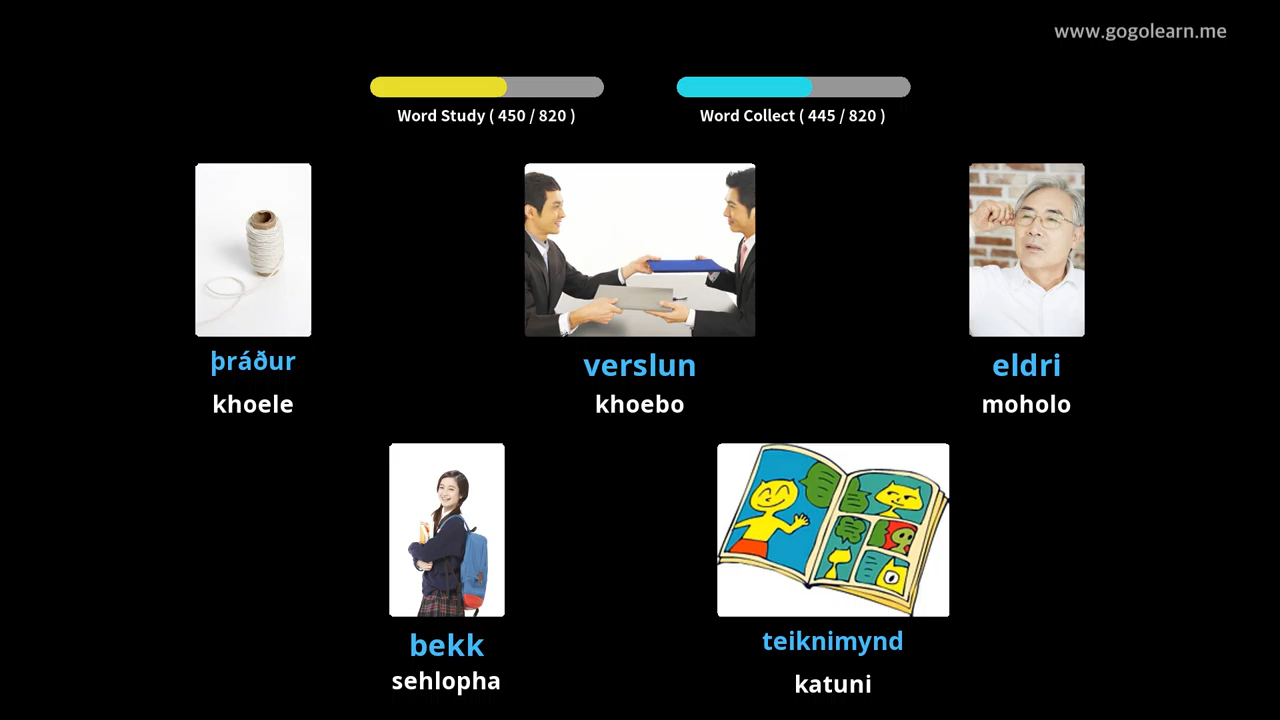 www.gogolearn.me
Word Study ( 450 / 820 )
Word Collect ( 445 / 820 )
þráður
khoele
verslun
khoebo
eldri
moholo
bekk
sehlopha
teiknimynd
katuni